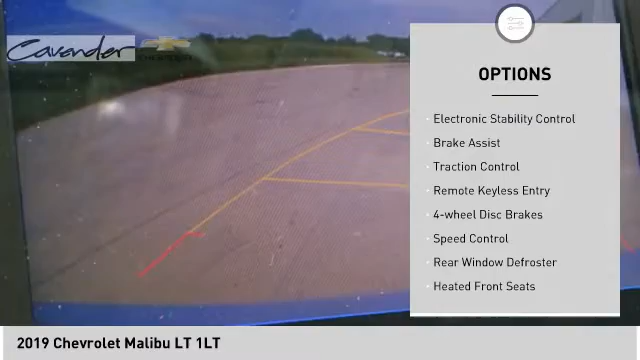 Cavender
OPTIONS
Electronic Stability Control
Brake Assist
Traction Control
Remote Keyless Entry
4-wheel Disc Brakes
Speed Control
Rear Window Defroster
Heated Front Seats
2019 Chevrolet Malibu LT 1LT